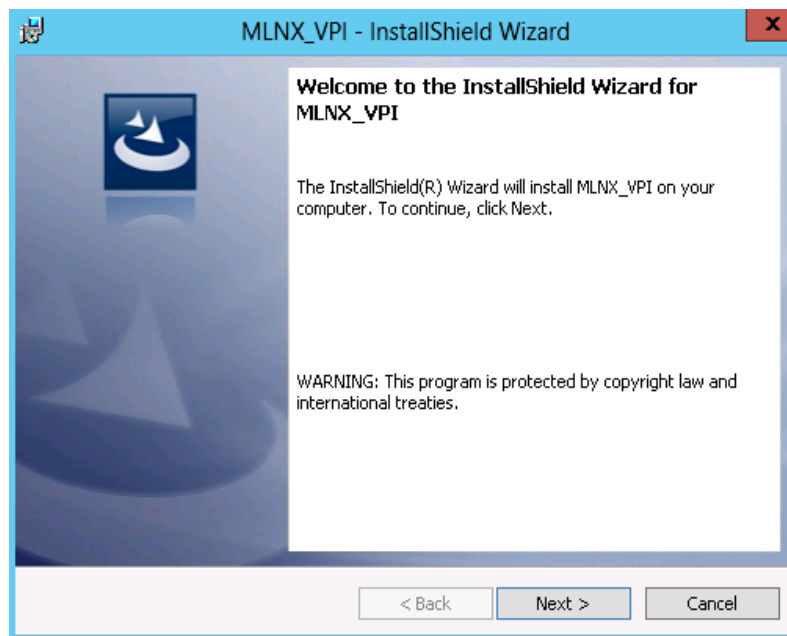 MLNX_VPI - InstallShield Wizard
x
Welcome to the InstallShield Wizard for
MLNX_VPI
The InstallShield(R) Wizard will install MLNX_VPI on your
computer. To continue, click Next.
WARNING: This program is protected by copyright law and
international treaties.
< Back
Next >
Cancel